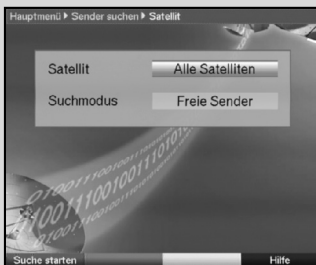 Hauptmenü ▶ Sender suchen ▶ Satellit
Satellit Alle Satelliten
Suchmodus Freie Sender
Suche starten Hilfe